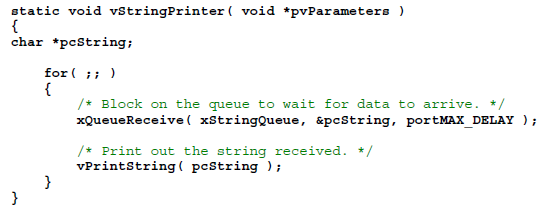 static void vStringPrinter( void *pvParameters )
{
char *pcString;
for( ;; )
{
/* Block on the queue to wait for data to arrive. */
xQueueReceive( xStringQueue, &pcString, portMAX_DELAY );
/* Print out the string received. */
vPrintString( pcString );
}
}